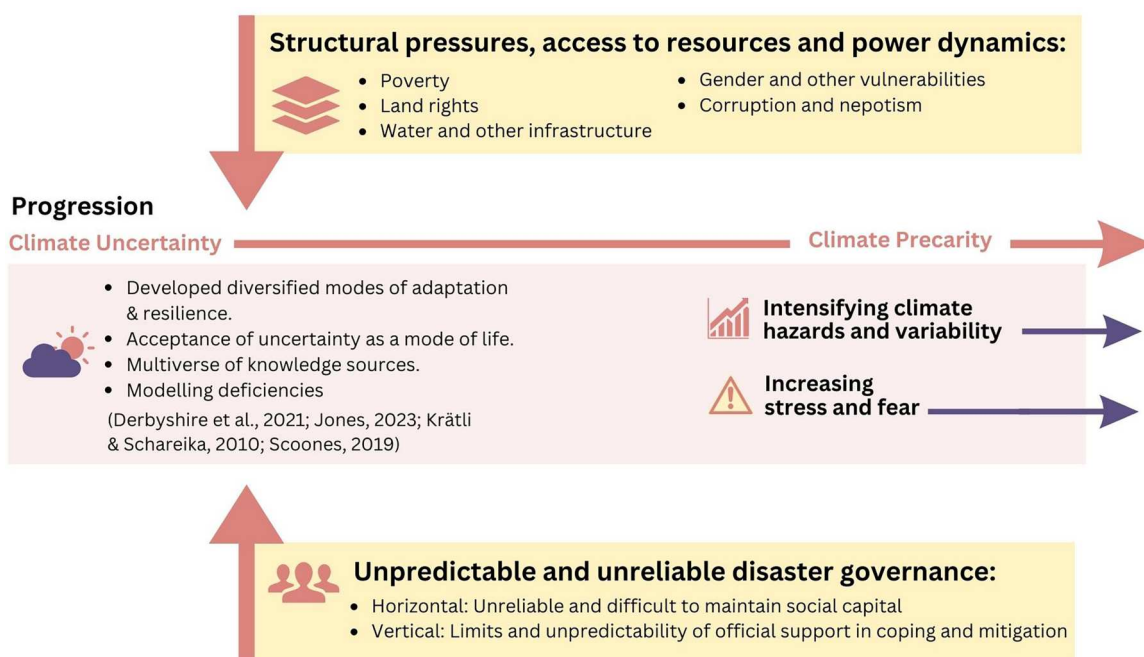 Structural pressures, access to resources and power dynamics:
• Poverty
• Land rights
• Water and other infrastructure
• Gender and other vulnerabilities
• Corruption and nepotism
Progression
Climate Uncertainty
Climate Precarity
• Developed diversified modes of adaptation
& resilience.
• Acceptance of uncertainty as a mode of life.
• Multiverse of knowledge sources.
• Modelling deficiencies
(Derbyshire et al., 2021; Jones, 2023; Krätli
& Schareika, 2010; Scoones, 2019)
Intensifying climate
hazards and variability
Increasing
stress and fear
Unpredictable and unreliable disaster governance:
• Horizontal: Unreliable and difficult to maintain social capital
• Vertical: Limits and unpredictability of official support in coping and mitigation